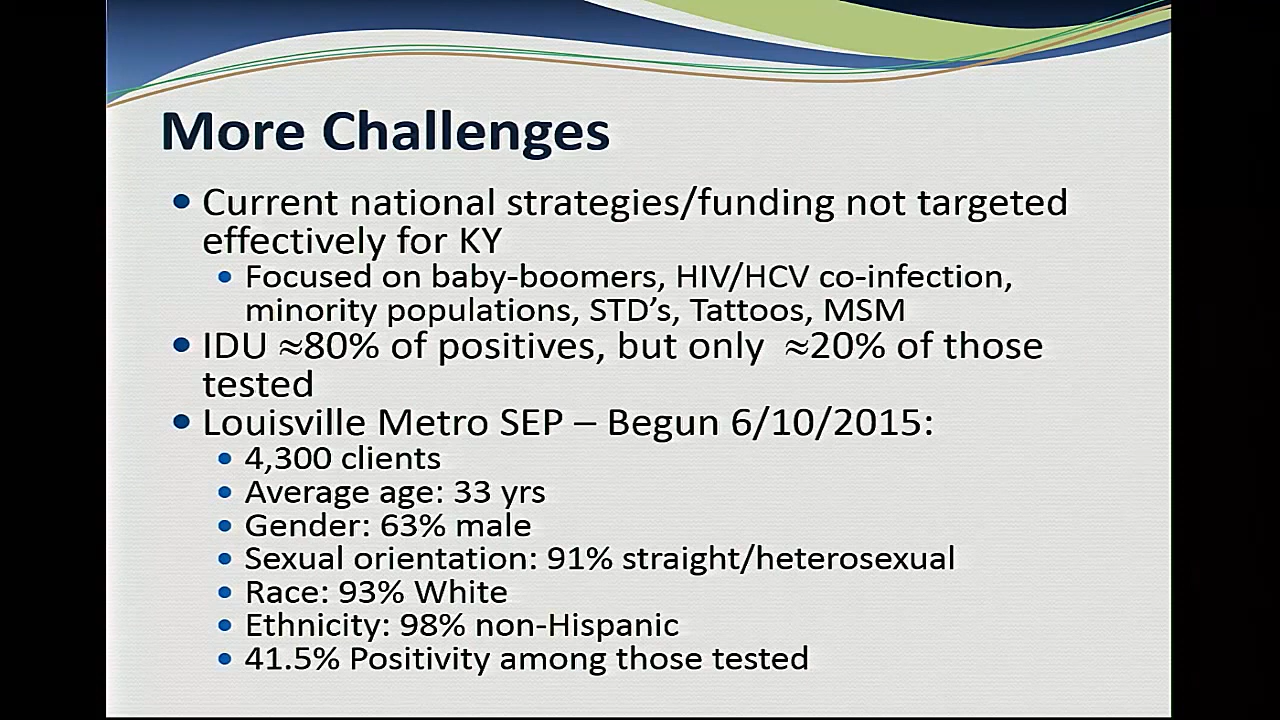 More Challenges
• Current national strategies/funding not targeted
effectively for KY
• Focused on baby-boomers, HIV/HCV co-infection,
minority populations, STD’s, Tattoos, MSM
• IDU ≈80% of positives, but only ≈20% of those
tested
• Louisville Metro SEP – Begun 6/10/2015:
• 4,300 clients
• Average age: 33 yrs
• Gender: 63% male
• Sexual orientation: 91% straight/heterosexual
• Race: 93% White
• Ethnicity: 98% non-Hispanic
• 41.5% Positivity among those tested